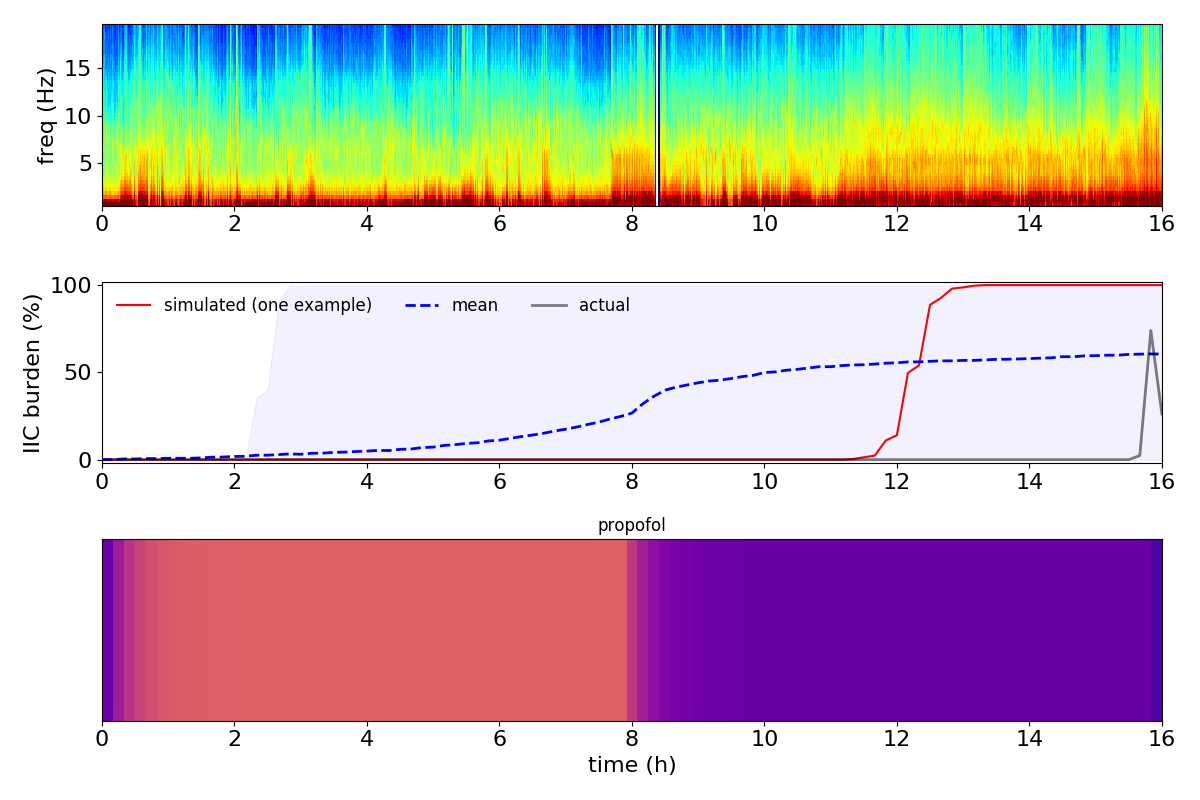 freq (Hz)
15
10
5
0 2 4 6 8 10 12 14 16
IIC burden (%)
100
50
0
simulated (one example) mean actual
0 2 4 6 8 10 12 14 16
propofol
0 2 4 6 8 10 12 14 16
time (h)